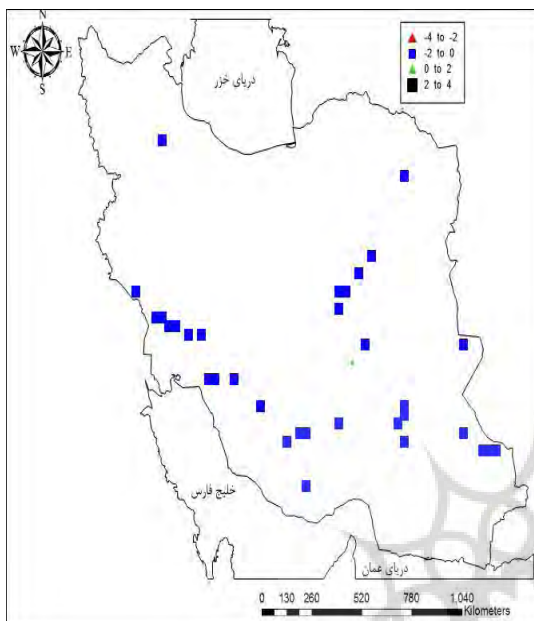 N
W E
S
-4 to -2
-2 to 0
0 to 2
2 to 4
دریای خزر
خلیج فارس
دریای عمان
0 130 260 520 780 1,040
Kilometers